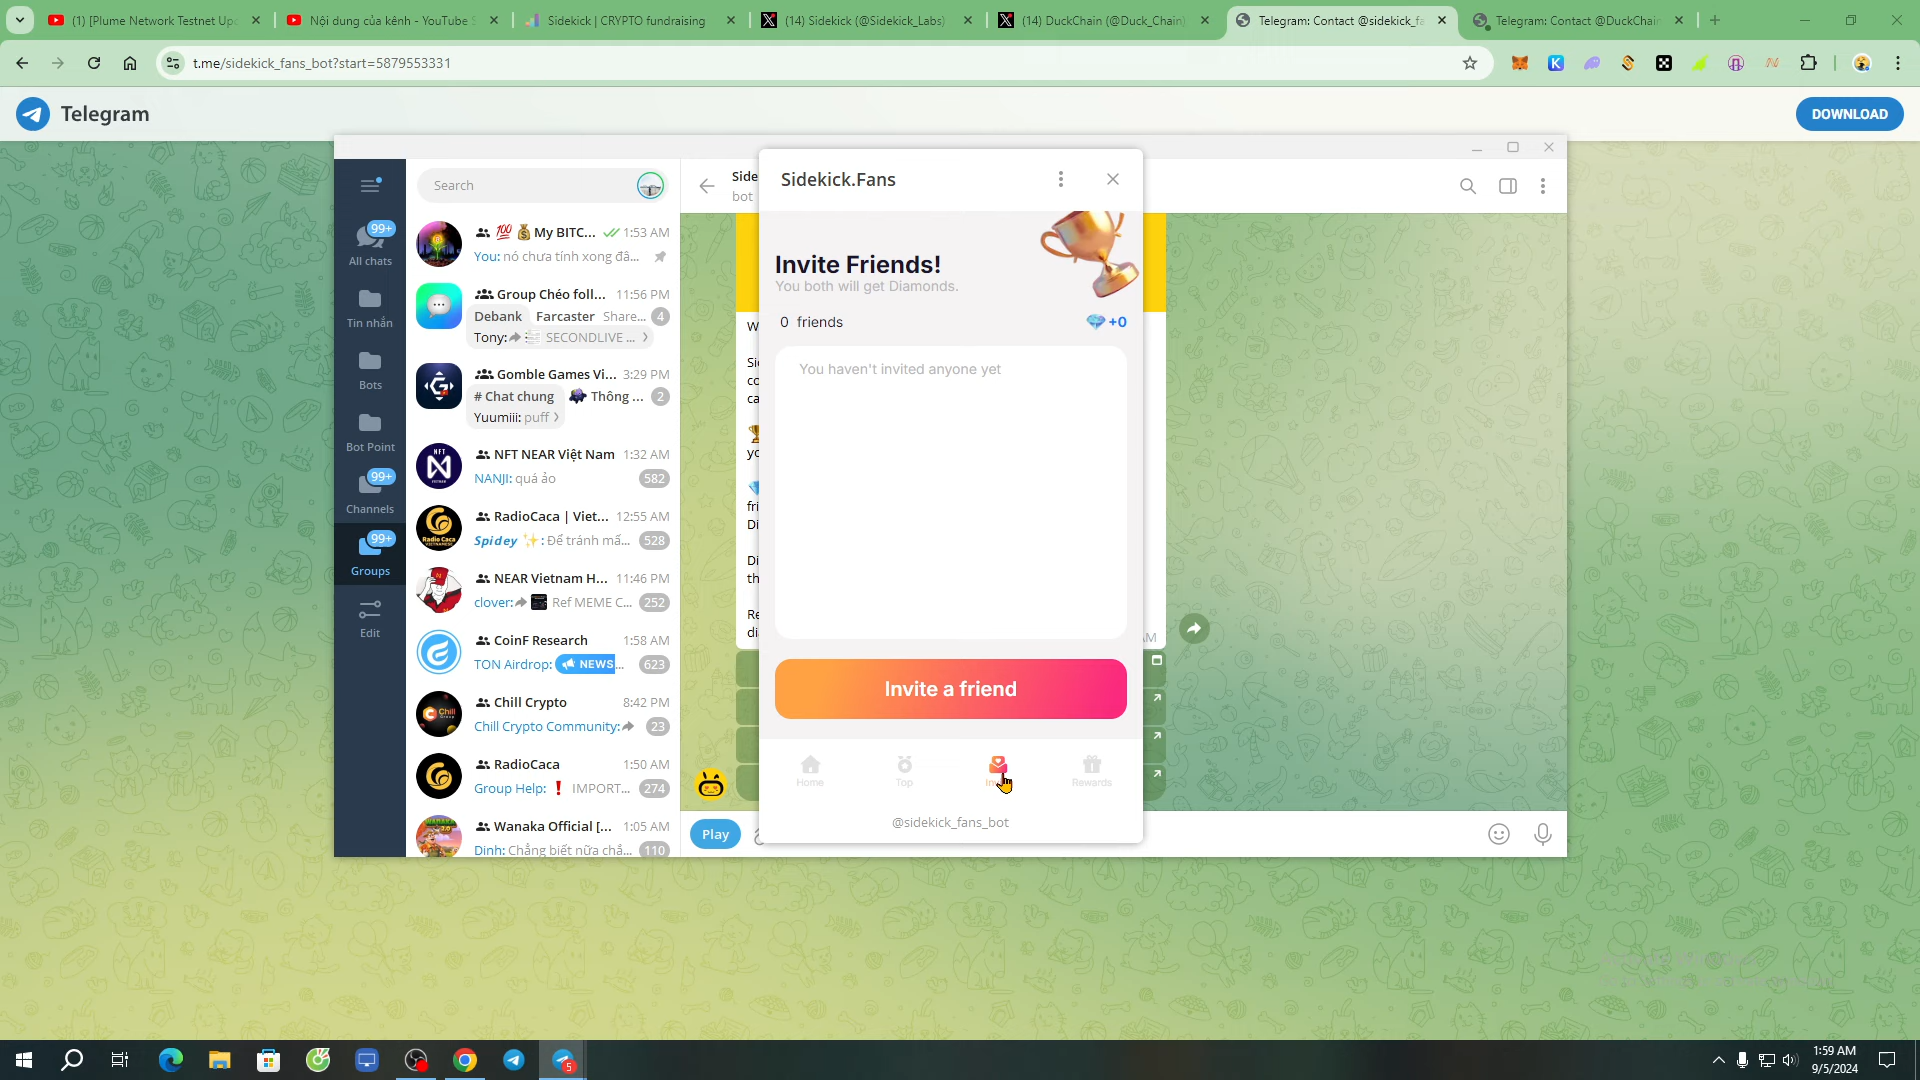 (1) [Plume Network Testnet Up
Nội dung của kênh - YouTube S
Sidekick | CRYPTO fundraising
(14) Sidekick (@Sidekick_Labs)
(14) DuckChain (@Duck_Chain)
Telegram: Contact @sidekick_fa
Telegram: Contact @DuckChain
t.me/sidekick_fans_bot?start=5879553331
Telegram
DOWNLOAD
Search
Side
bot
99+
All chats
Tin nhắn
Bots
Bot Point
99+
Channels
99+
Groups
Edit
💯 💰 My BITC... 1:53 AM
You: nó chưa tính xong đâ...
Group Chéo foll... 11:56 PM
Debank Farcaster Share... 4
Tony: SECONDLIVE ...
Gomble Games Vi... 3:29 PM
# Chat chung Thông ... 2
Yuumiii: puff
NFT NEAR Việt Nam 1:32 AM
NANJI: quá ảo 582
RadioCaca | Viet... 12:55 AM
Spidey ✨: Để tránh mấ... 528
NEAR Vietnam H... 11:46 PM
clover: Ref MEME C... 252
CoinF Research 1:58 AM
TON Airdrop: NEWS... 623
Chill Crypto 8:42 PM
Chill Crypto Community: 23
RadioCaca 1:50 AM
Group Help: ❗ IMPORT... 274
Wanaka Official [... 1:05 AM
Dinh: Chẳng biết nữa chắ... 110
Sidekick.Fans
Invite Friends!
You both will get Diamonds.
0 friends
+0
You haven't invited anyone yet
Invite a friend
Home
Top
Rewards
@sidekick_fans_bot
Play
1:59 AM
9/5/2024